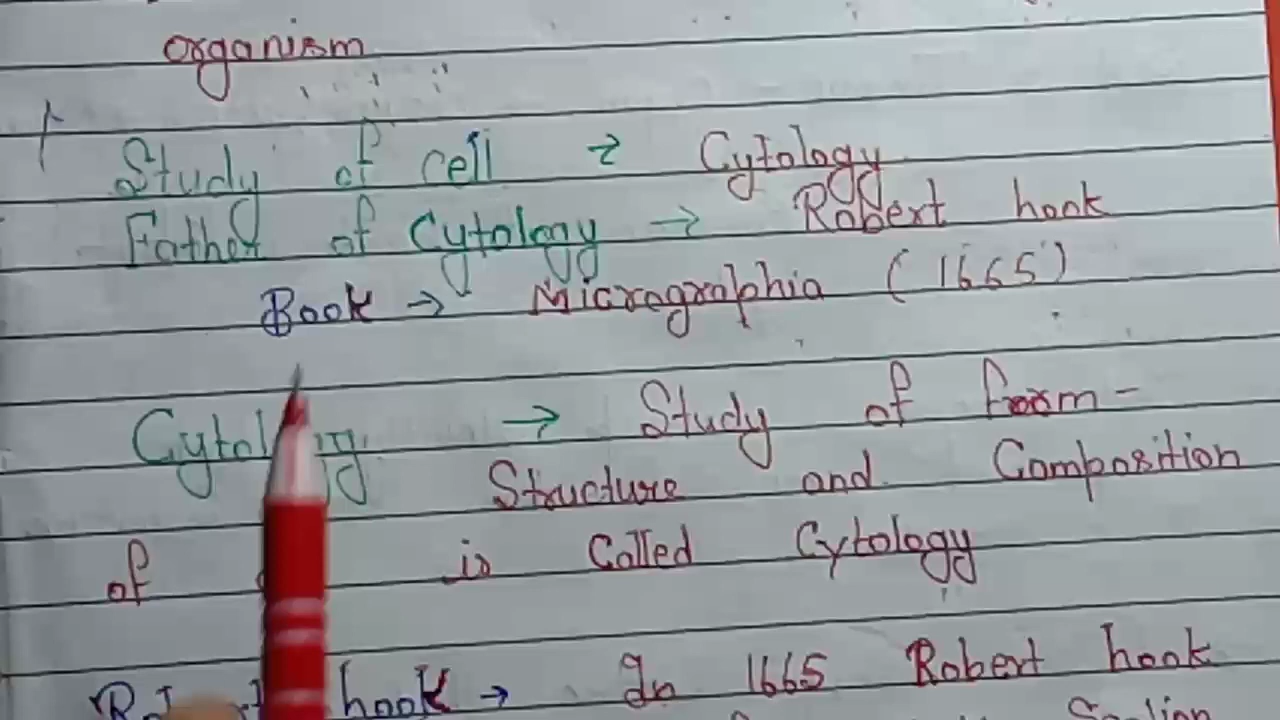 organism
Study of cell → Cytology
Father of Cytology → Robert hook
Book → Micrographia (1665)
Cytology → Study of form -
Structure and Composition
of is Called Cytology
hook → In 1665 Robert hook